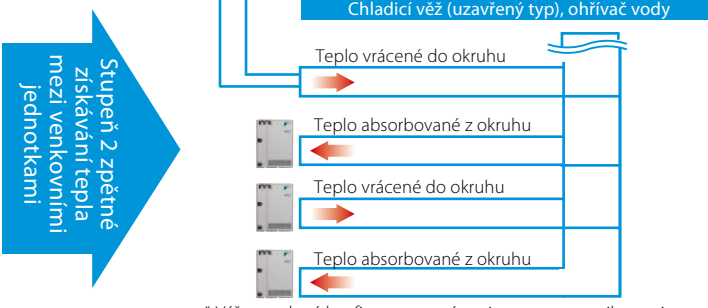 Chladicí věž (uzavřený typ), ohřívač vody
Stupeň 2 zpětné
získávání tepla
mezi venkovními
jednotkami
Teplo vrácené do okruhu
Teplo absorbované z okruhu
Teplo vrácené do okruhu
Teplo absorbované z okruhu